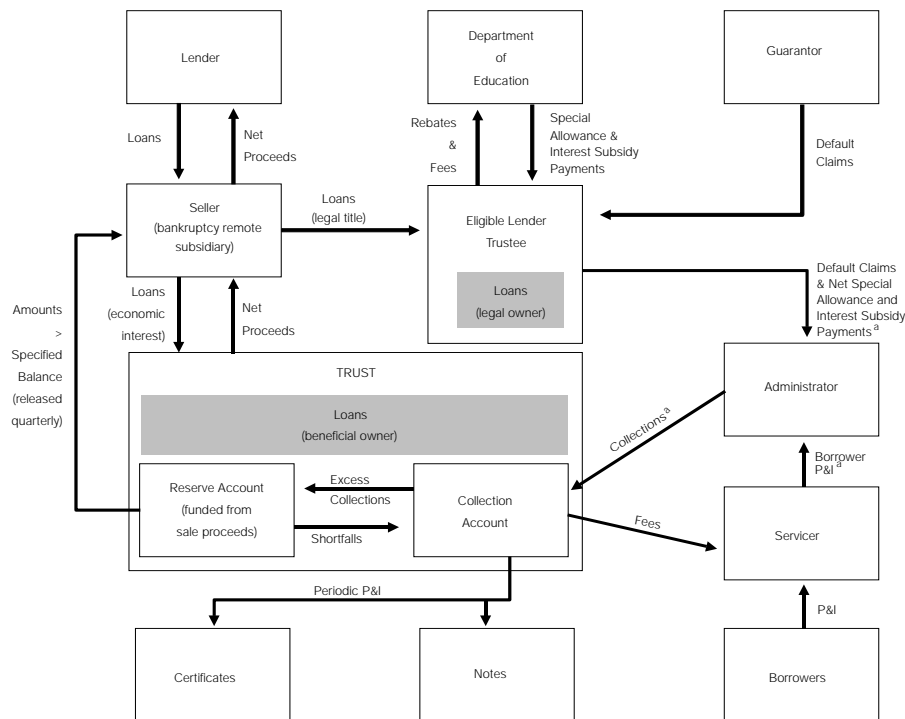 Lender
Department
of
Education
Guarantor
Loans
Net
Proceeds
Rebates
&
Fees
Special
Allowance &
Interest Subsidy
Payments
Default
Claims
Seller
(bankruptcy remote
subsidiary)
Loans
(legal title)
Eligible Lender
Trustee
Loans
(legal owner)
Default Claims
& Net Special
Allowance and
Interest Subsidy
Payments a
Amounts
>
Specified
Balance
(released
quarterly)
Loans
(economic
interest)
Net
Proceeds
TRUST
Loans
(beneficial owner)
Administrator
Collections a
Borrower
P&I a
Reserve Account
(funded from
sale proceeds)
Excess
Collections
Shortfalls
Collection
Account
Fees
Servicer
Periodic P&I
P&I
Certificates
Notes
Borrowers